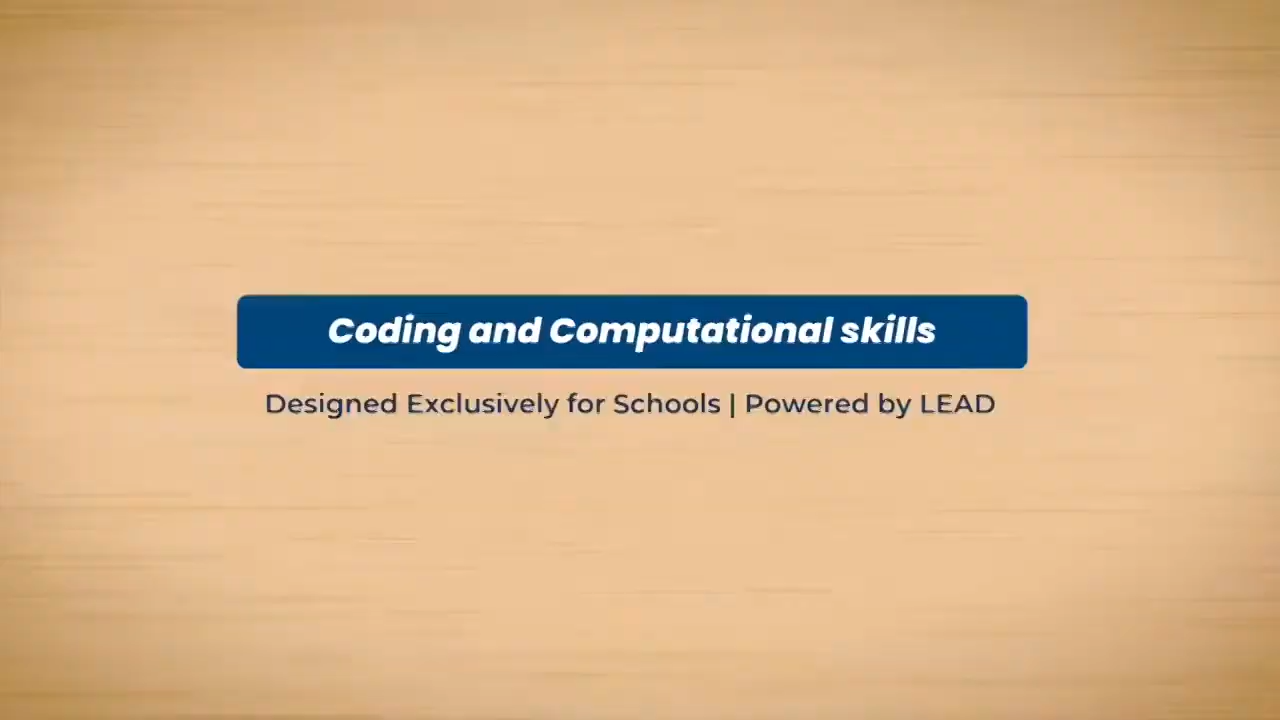 Coding and Computational skills
Designed Exclusively for Schools | Powered by LEAD